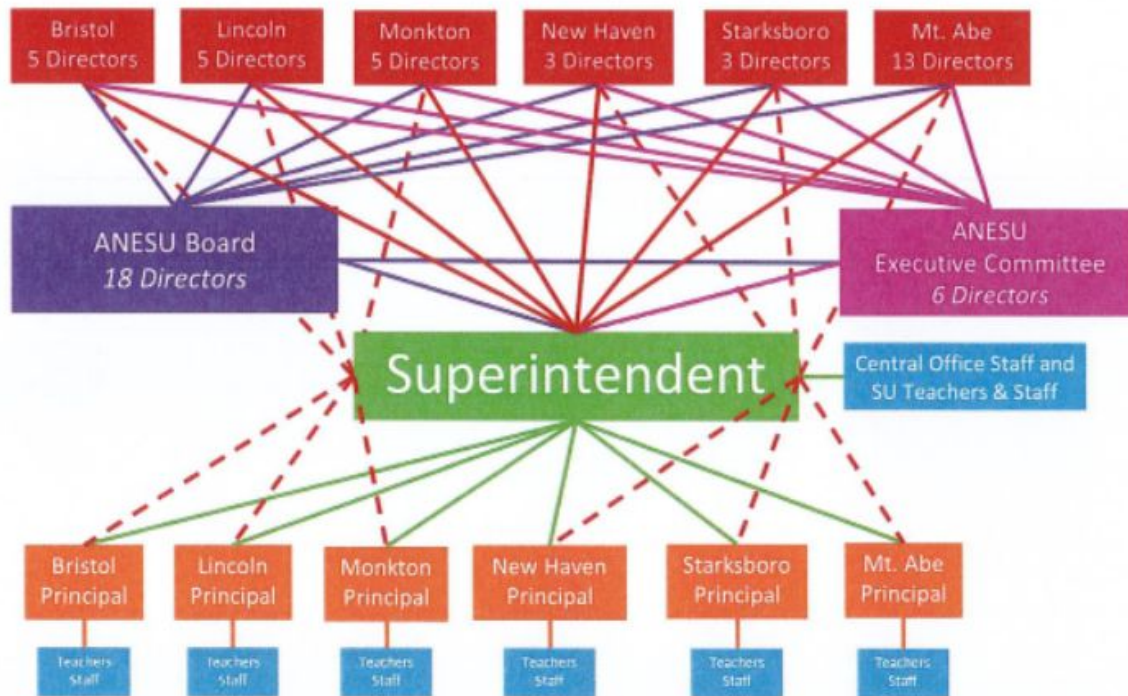 Bristol
5 Directors
Lincoln
5 Directors
Monkton
5 Directors
New Haven
3 Directors
Starksboro
3 Directors
Mt. Abe
13 Directors
ANESU Board
18 Directors
ANESU
Executive Committee
6 Directors
Superintendent
Central Office Staff and
SU Teachers & Staff
Bristol
Principal
Lincoln
Principal
Monkton
Principal
New Haven
Principal
Starksboro
Principal
Mt. Abe
Principal
Teachers
Staff
Teachers
Staff
Teachers
Staff
Teachers
Staff
Teachers
Staff
Teachers
Staff